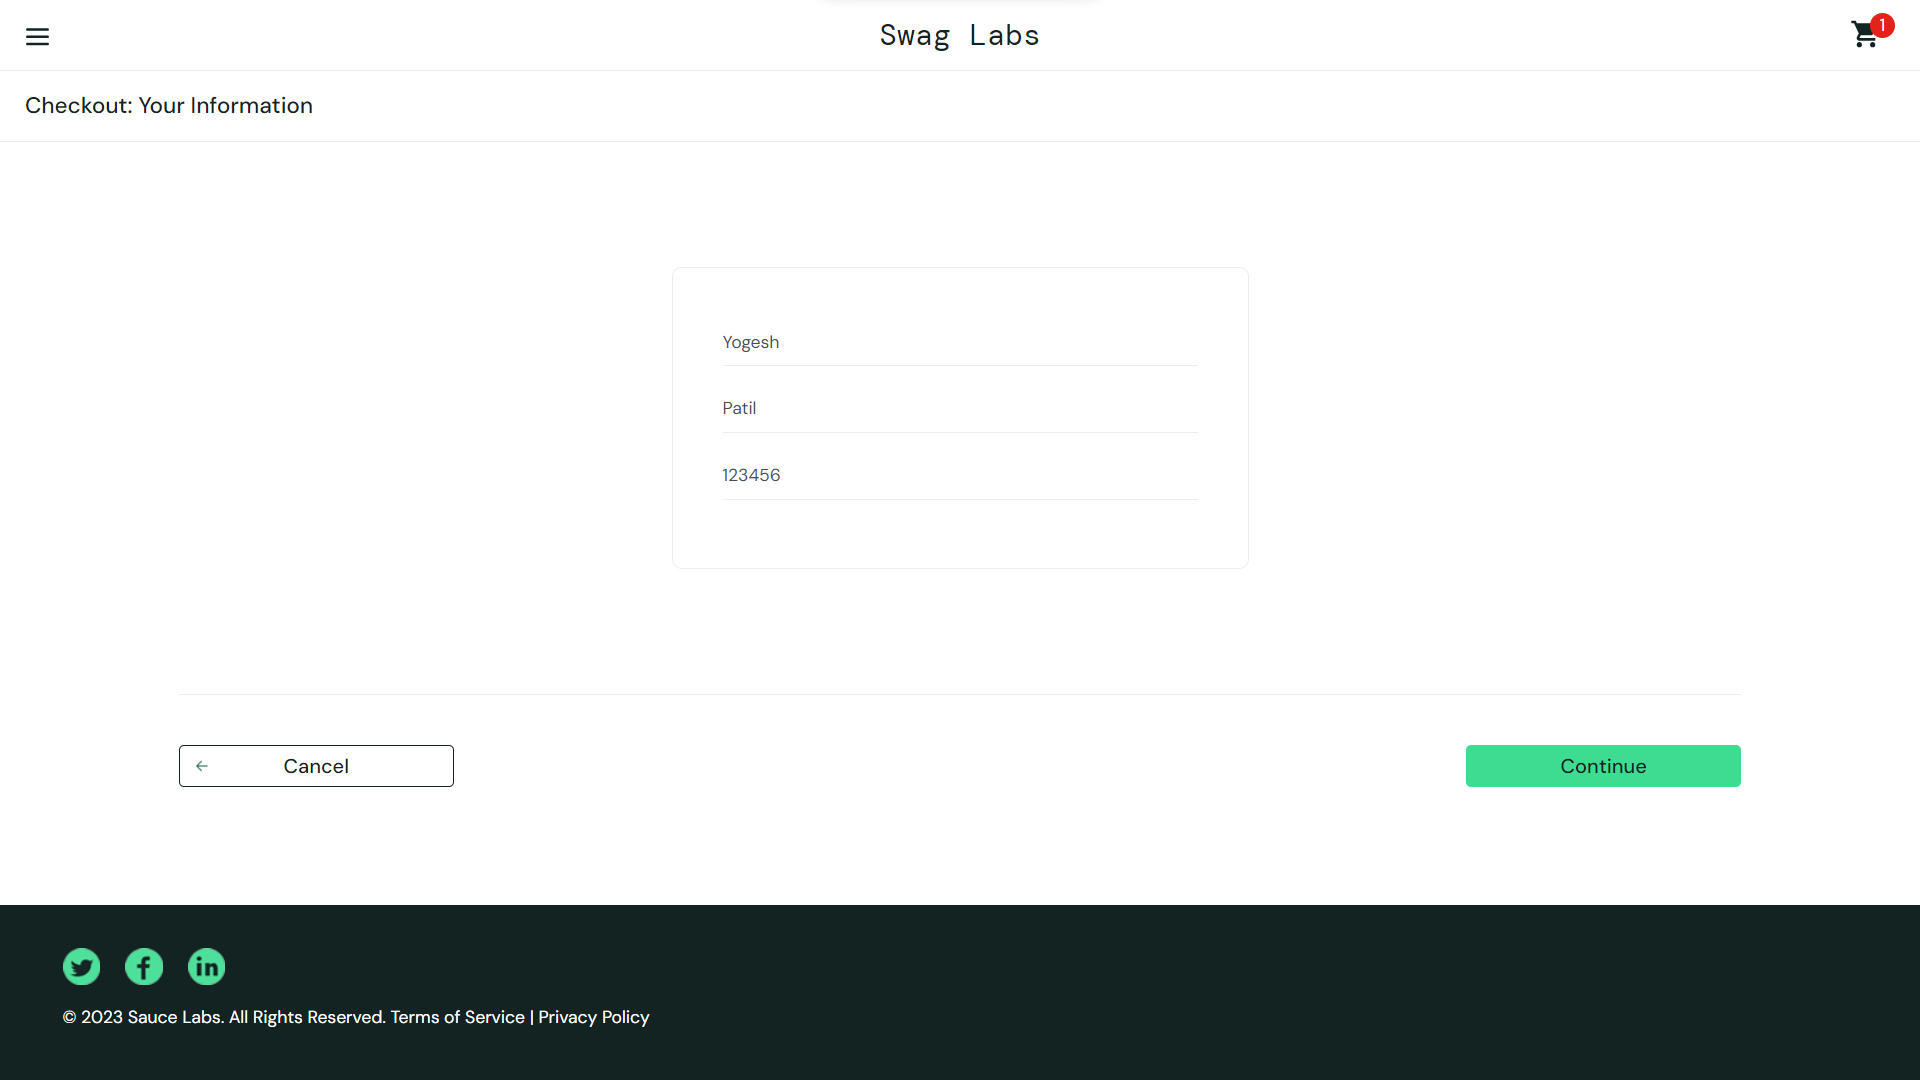 Swag Labs
1
Checkout: Your Information
Yogesh
Patil
123456
Cancel
Continue
© 2023 Sauce Labs. All Rights Reserved. Terms of Service | Privacy Policy